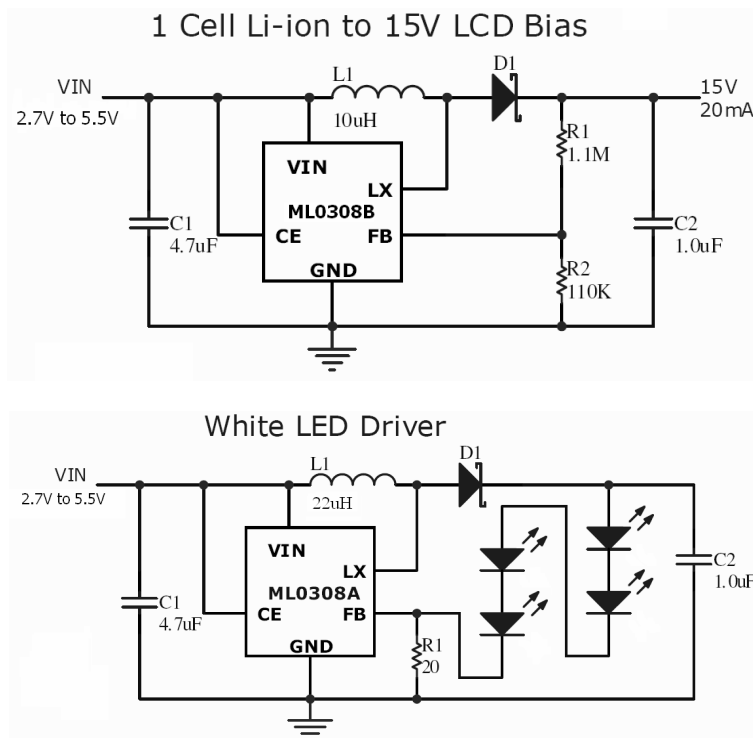 1 Cell Li-ion to 15V LCD Bias
VIN
2.7V to 5.5V
L1
10uH
D1
15V
20mA
R1
1.1M
VIN
LX
ML0308B
CE
FB
GND
C1
4.7uF
C2
1.0uF
R2
110K
White LED Driver
VIN
2.7V to 5.5V
L1
22uH
D1
VIN
LX
ML0308A
CE
FB
GND
C1
4.7uF
R1
20
C2
1.0uF